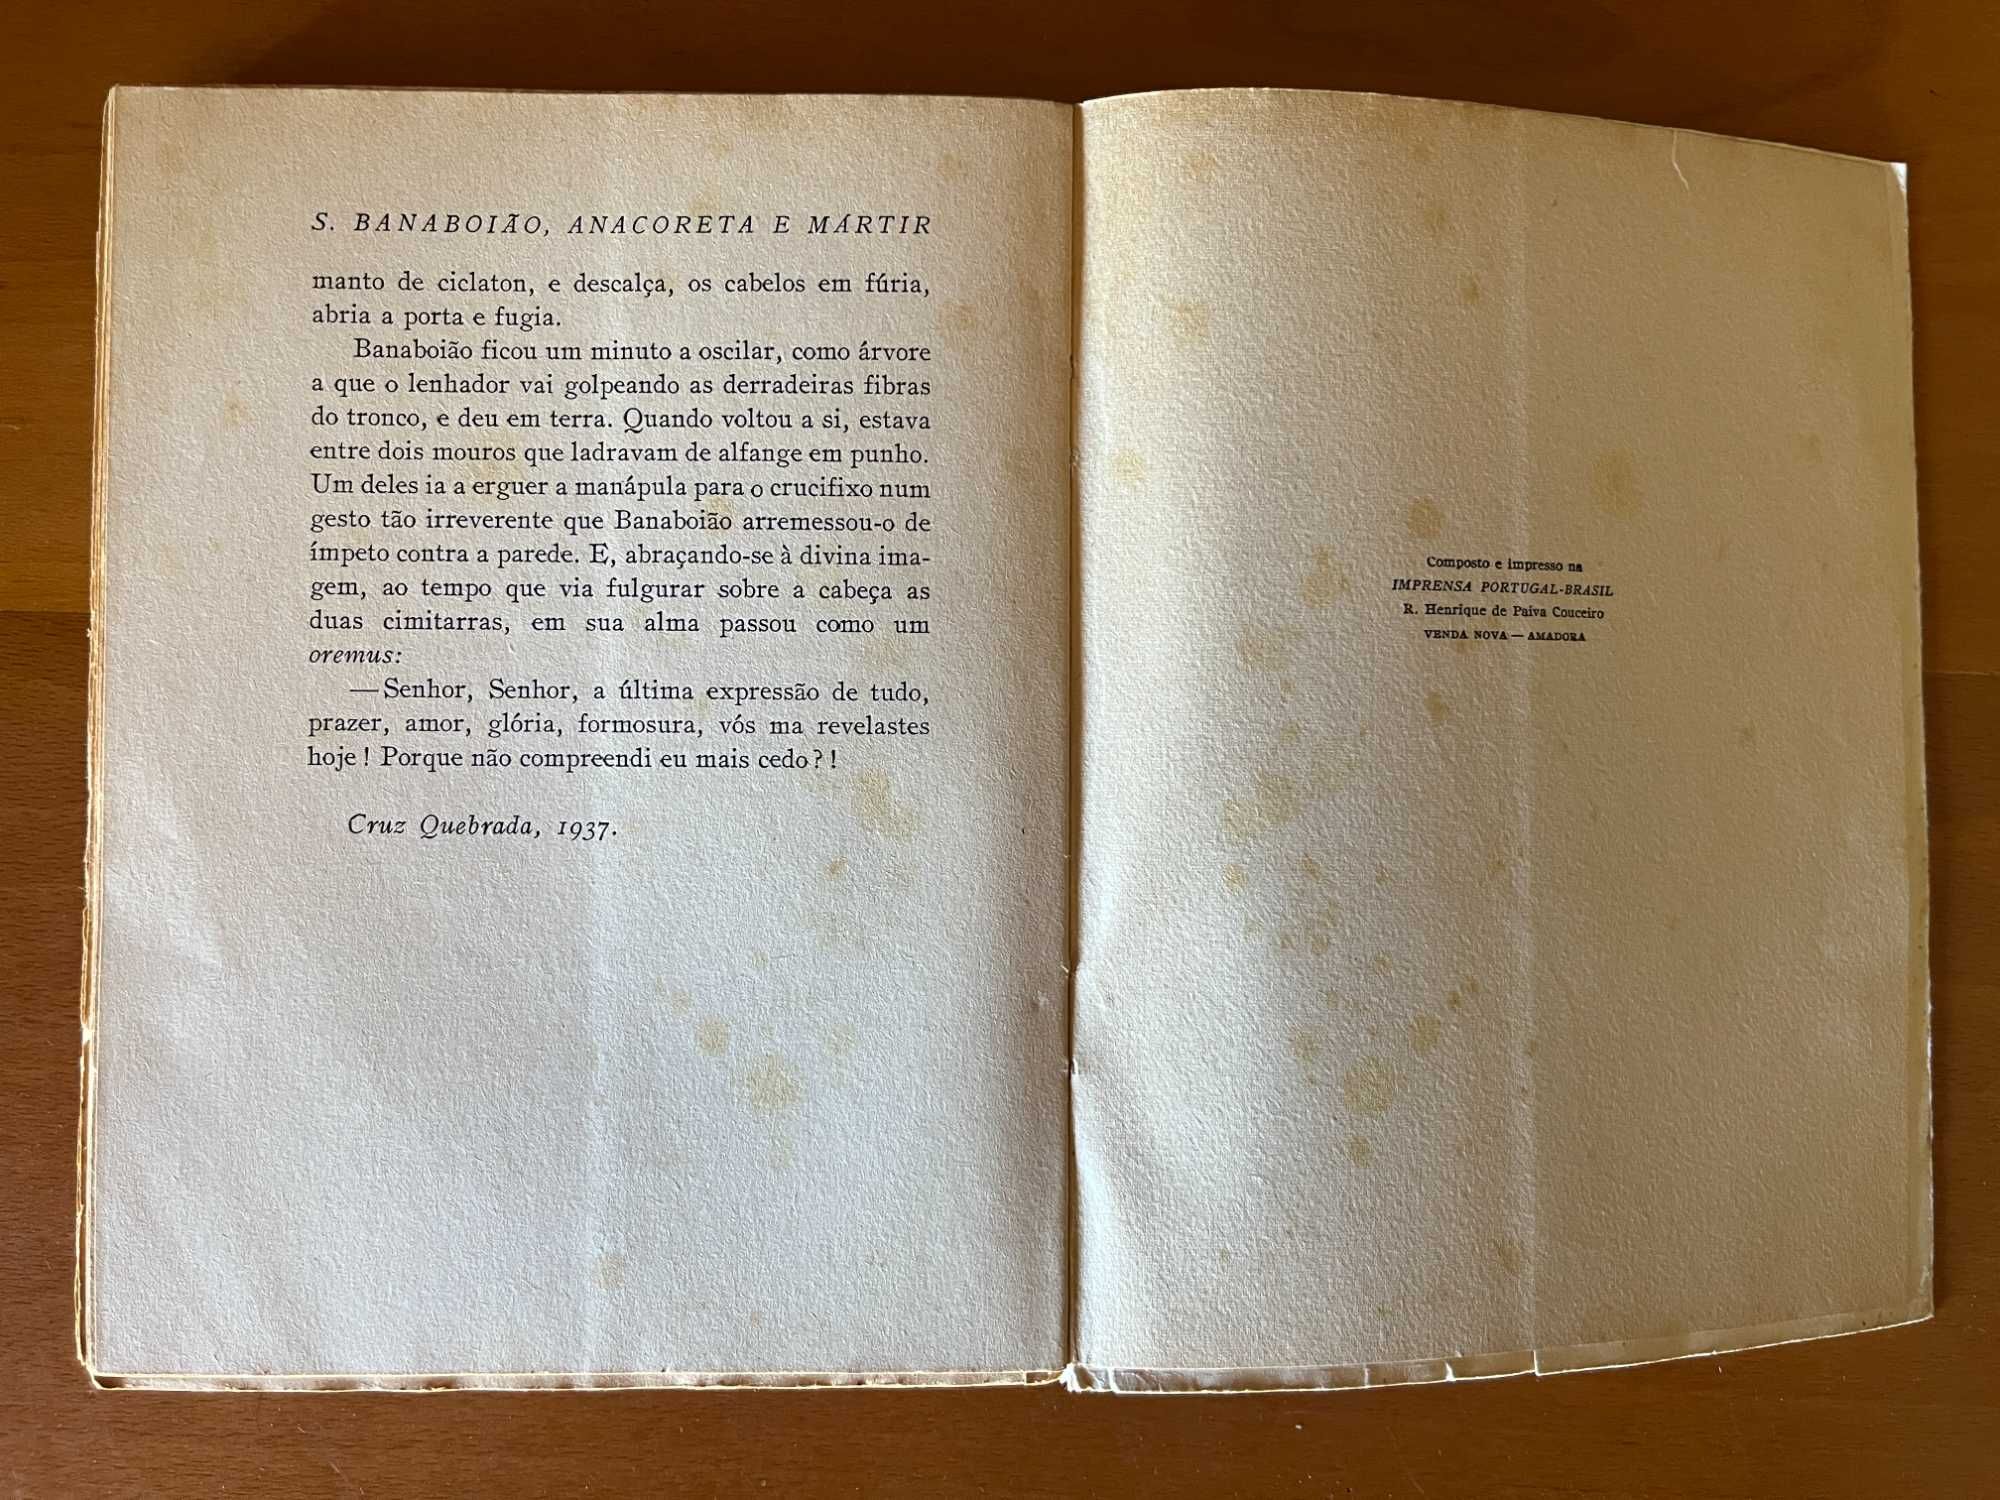 S. BANABOIÃO, ANACORETA E MÁRTIR
manto de ciclaton, e descalça, os cabelos em fúria,
abria a porta e fugia.
Banaboião ficou um minuto a oscilar, como árvore
a que o lenhador vai golpeando as derradeiras fibras
do tronco, e deu em terra. Quando voltou a si, estava
entre dois mouros que ladravam de alfange em punho.
Um deles ia a erguer a manápula para o crucifixo num
gesto tão irreverente que Banaboião arremessou-o de
ímpeto contra a parede. E, abraçando-se à divina ima-
gem, ao tempo que via fulgurar sobre a cabeça as
duas cimitarras, em sua alma passou como um
oremus:
—Senhor, Senhor, a última expressão de tudo,
prazer, amor, glória, formosura, vós ma revelastes
hoje! Porque não compreendi eu mais cedo?!
Cruz Quebrada, 1937.
Composto e impresso na
IMPRENSA PORTUGAL-BRASIL
R. Henrique de Paiva Couceiro
VENDA NOVA — AMADORA